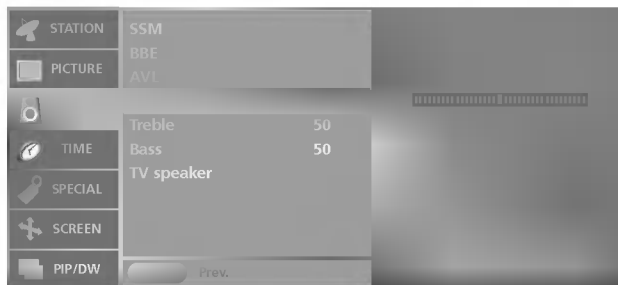 STATION
PICTURE
TIME
SPECIAL
SCREEN
PIP/DW
SSM
BBE
AVL
Treble 50
Bass 50
TV speaker
Prev.